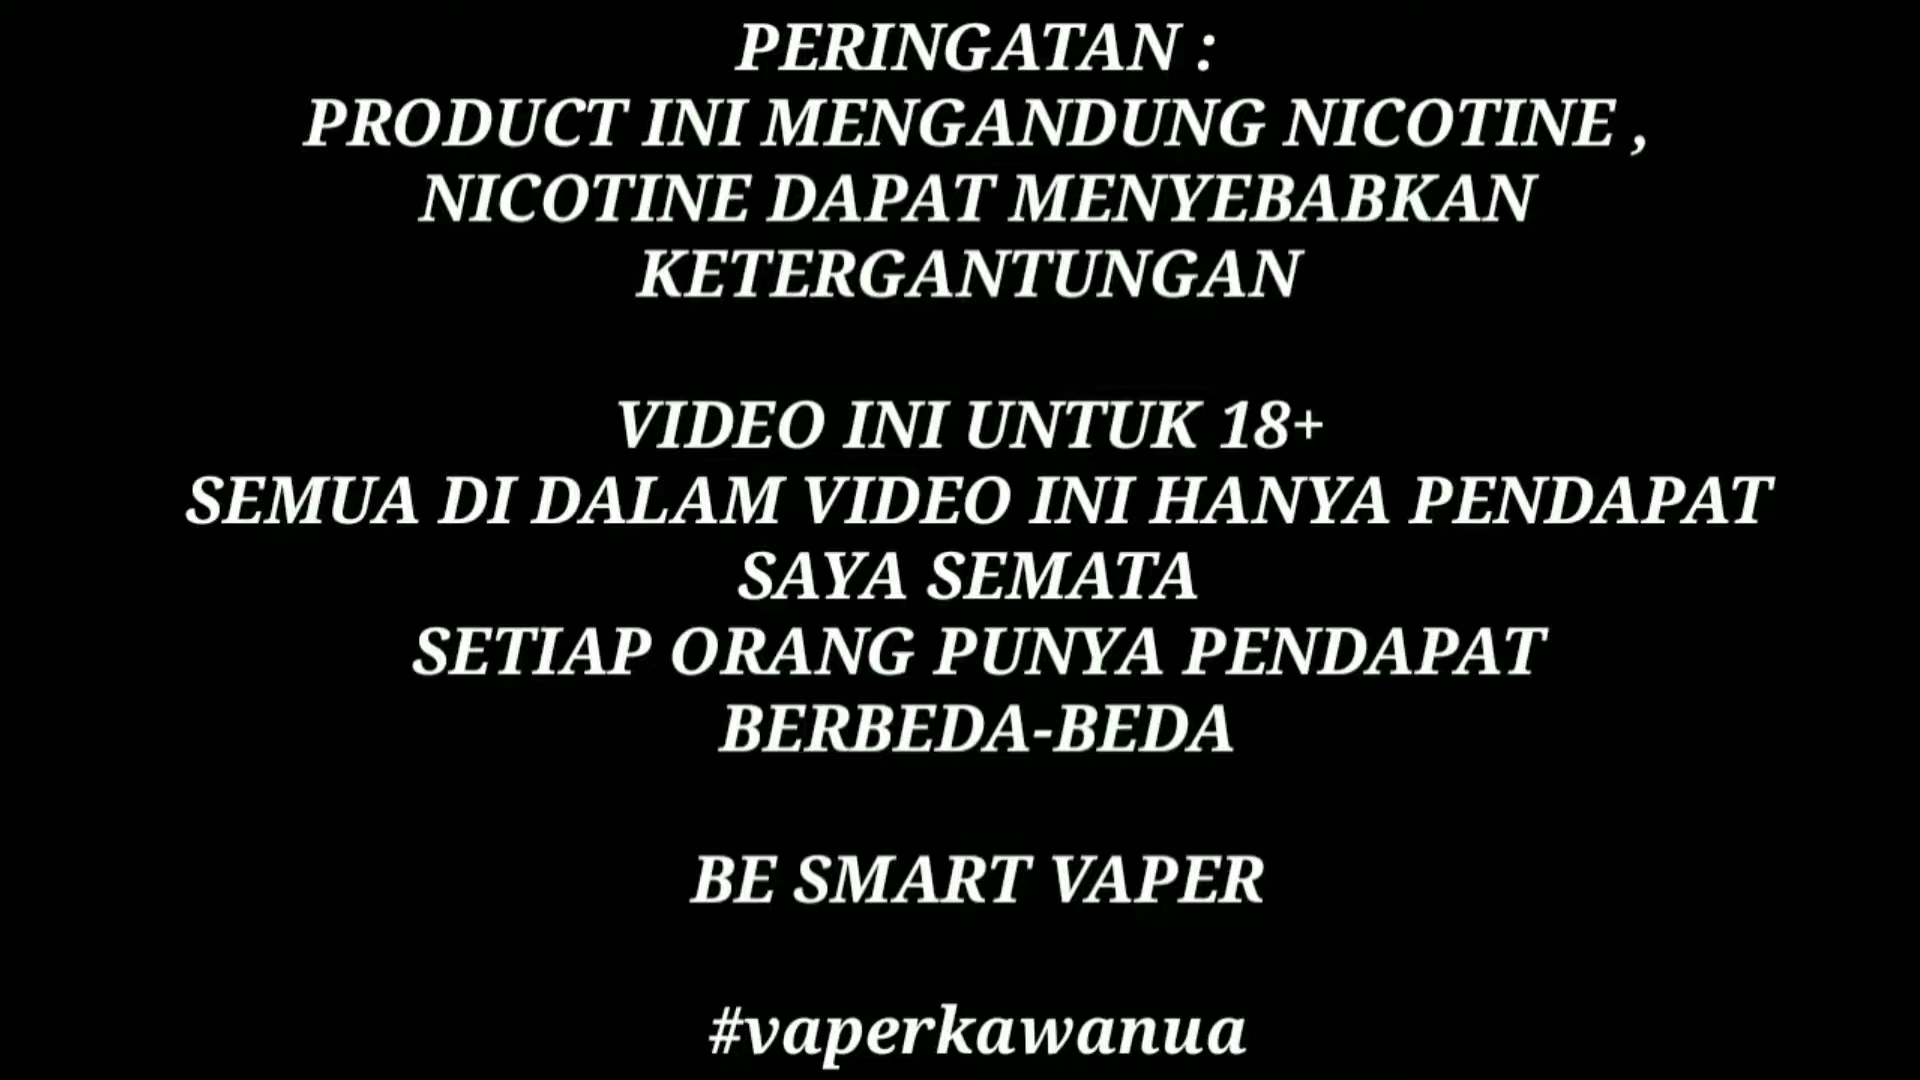 PERINGATAN :
PRODUCT INI MENGANDUNG NICOTINE ,
NICOTINE DAPAT MENYEBABKAN
KETERGANTUNGAN
VIDEO INI UNTUK 18+
SEMUA DI DALAM VIDEO INI HANYA PENDAPAT
SAYA SEMATA
SETIAP ORANG PUNYA PENDAPAT
BERBEDA-BEDA
BE SMART VAPER
#vaperkawanua